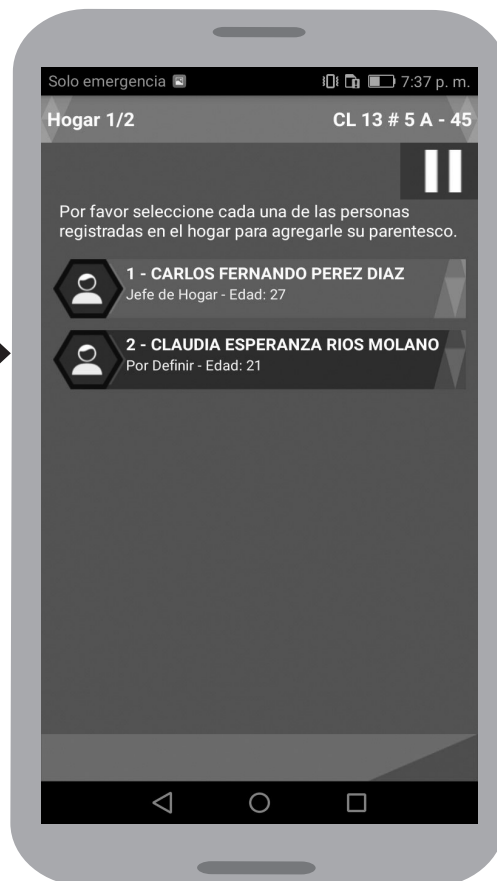 Solo emergencia 7:37 p. m.
Hogar 1/2 CL 13 # 5 A - 45
Por favor seleccione cada una de las personas
registradas en el hogar para agregarle su parentesco.
1 - CARLOS FERNANDO PEREZ DIAZ
Jefe de Hogar - Edad: 27
2 - CLAUDIA ESPERANZA RIOS MOLANO
Por Definir - Edad: 21